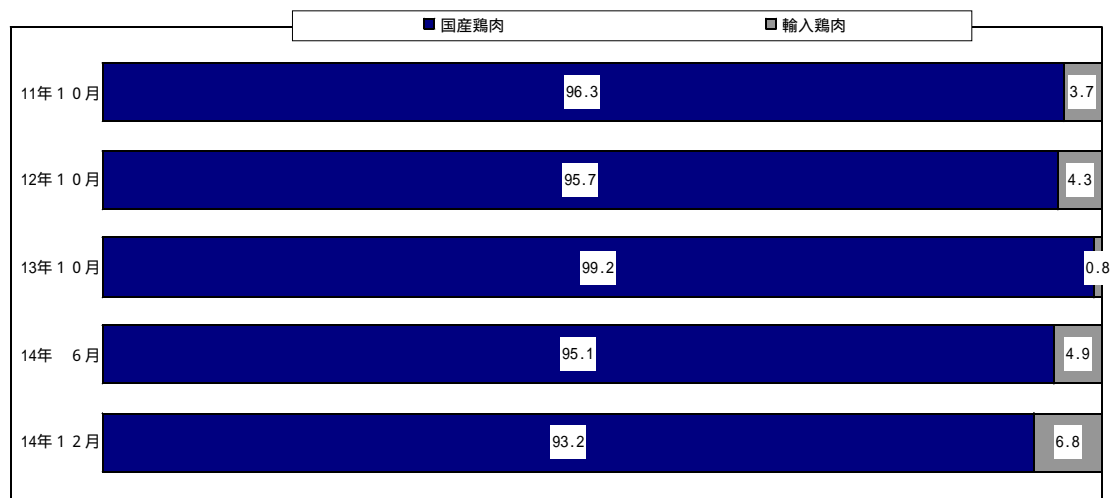 国産鶏肉 輸入鶏肉
11年１０月 96.3 3.7
12年１０月 95.7 4.3
13年１０月 99.2 0.8
14年　６月 95.1 4.9
14年１２月 93.2 6.8